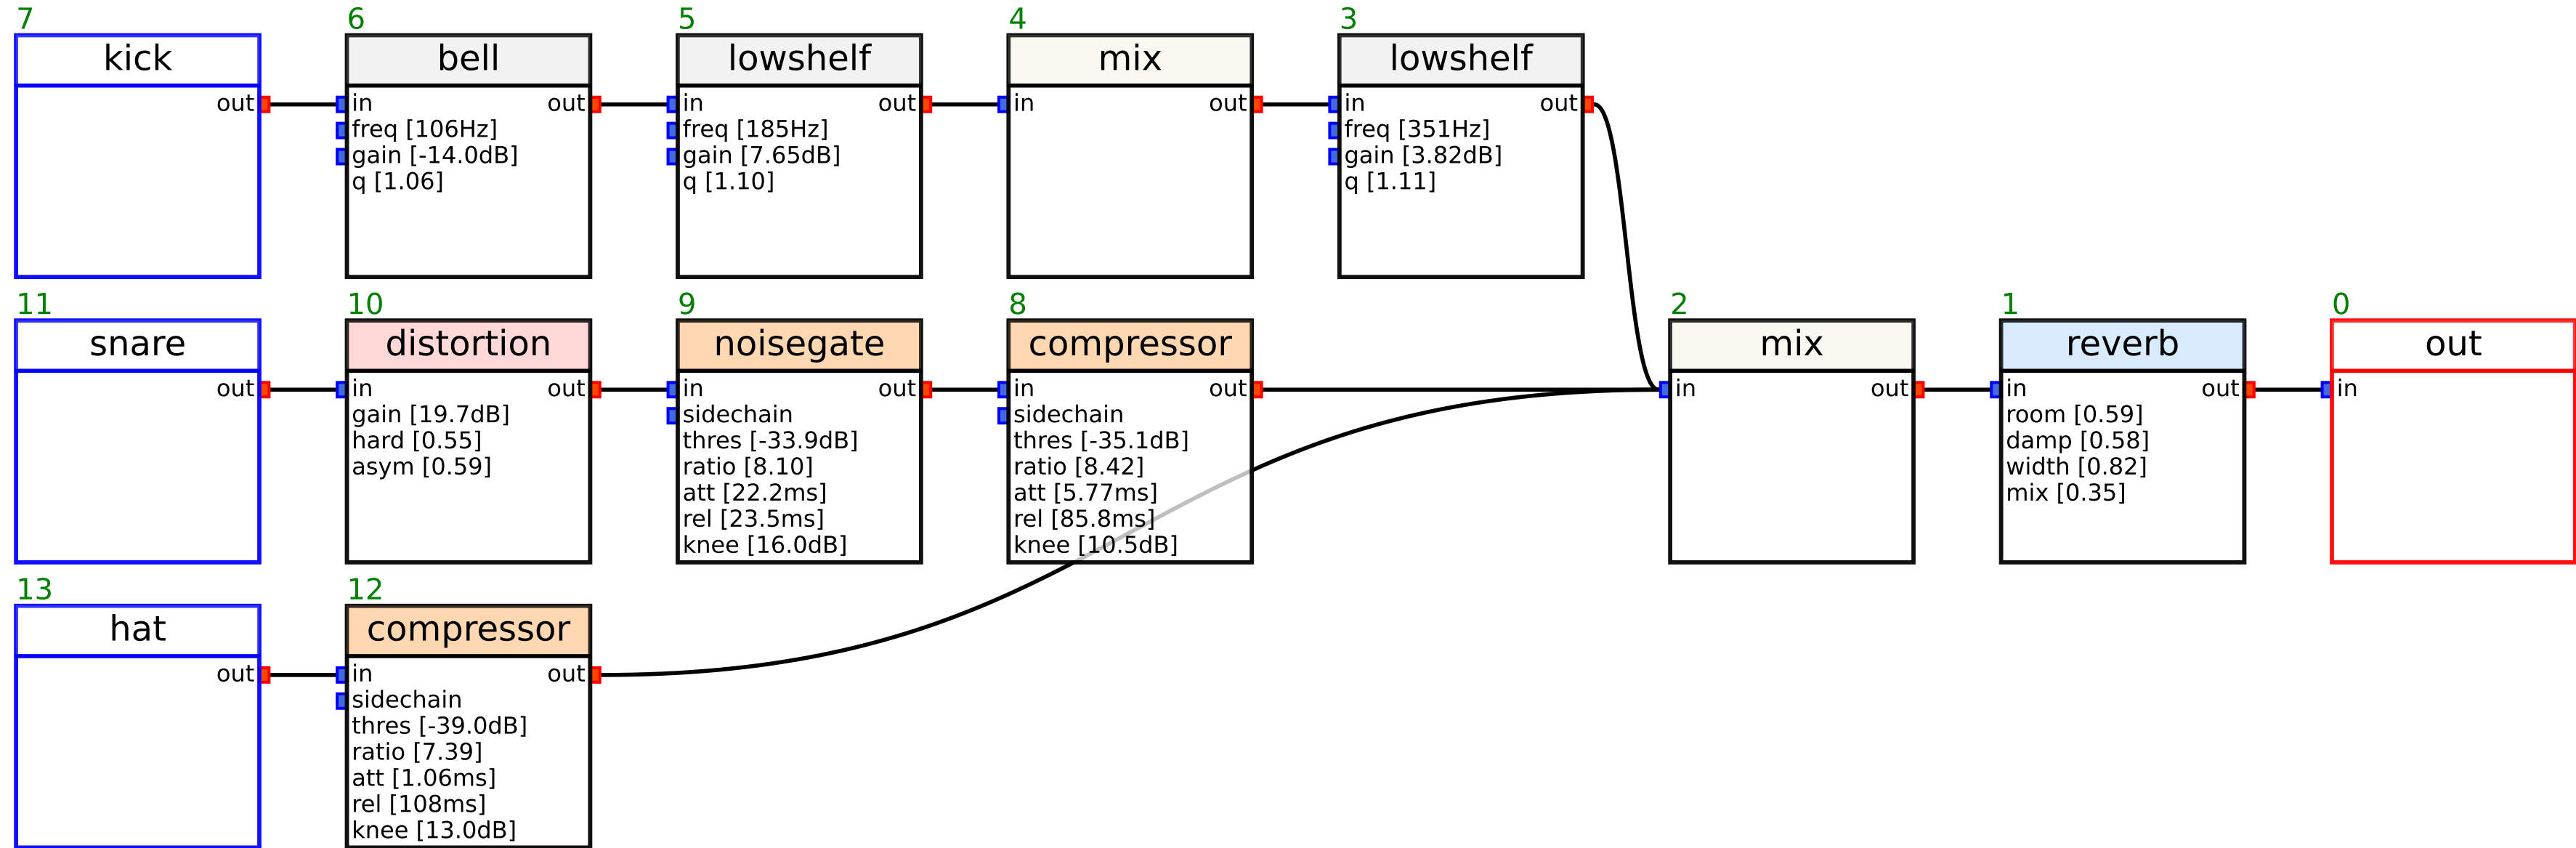 7
kick
out
6
bell
in out
freq [106Hz]
gain [-14.0dB]
q [1.06]
5
lowshelf
in out
freq [185Hz]
gain [7.65dB]
q [1.10]
4
mix
in out
3
lowshelf
in out
freq [351Hz]
gain [3.82dB]
q [1.11]
11
snare
out
10
distortion
in out
gain [19.7dB]
hard [0.55]
asym [0.59]
9
noisegate
in out
sidechain
thres [-33.9dB]
ratio [8.10]
att [22.2ms]
rel [23.5ms]
knee [16.0dB]
8
compressor
in out
sidechain
thres [-35.1dB]
ratio [8.42]
att [5.77ms]
rel [85.8ms]
knee [10.5dB]
2
mix
in out
1
reverb
in out
room [0.59]
damp [0.58]
width [0.82]
mix [0.35]
0
out
in
13
hat
out
12
compressor
in out
sidechain
thres [-39.0dB]
ratio [7.39]
att [1.06ms]
rel [108ms]
knee [13.0dB]